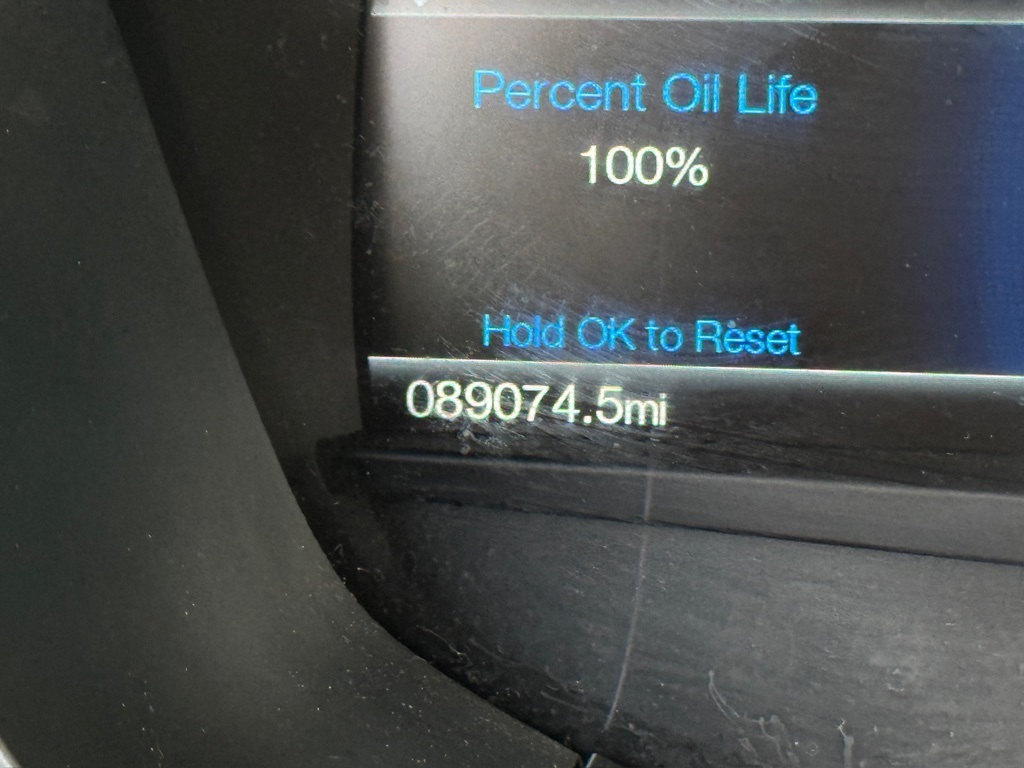 Percent Oil Life
100%
Hold OK to Reset
089074.5mi